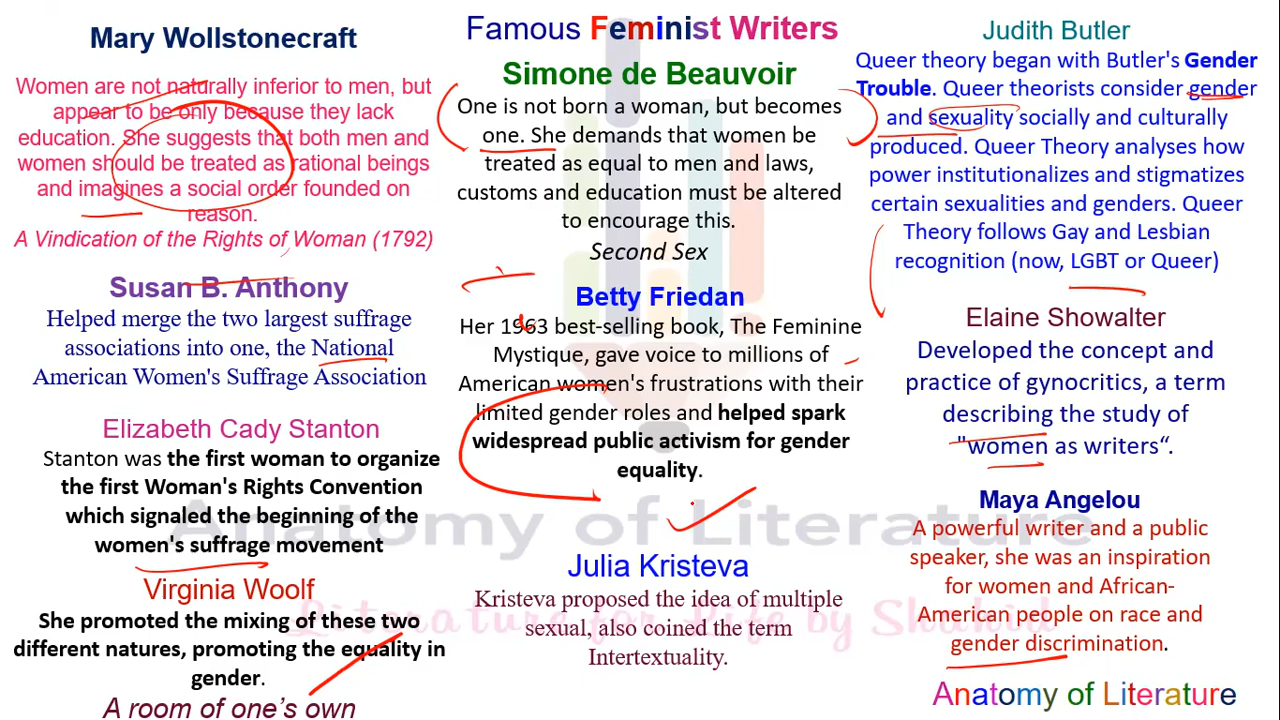 Famous Feminist Writers
Mary Wollstonecraft
Women are not naturally inferior to men, but
appear to be only because they lack
education. She suggests that both men and
women should be treated as rational beings
and imagines a social order founded on
reason.
A Vindication of the Rights of Woman (1792)
Susan B. Anthony
Helped merge the two largest suffrage
associations into one, the National
American Women's Suffrage Association
Elizabeth Cady Stanton
Stanton was the first woman to organize
the first Woman's Rights Convention
which signaled the beginning of the
women's suffrage movement
Virginia Woolf
She promoted the mixing of these two
different natures, promoting the equality in
gender.
A room of one's own
Simone de Beauvoir
One is not born a woman, but becomes
one. She demands that women be
treated as equal to men and laws,
customs and education must be altered
to encourage this.
Second Sex
Betty Friedan
Her 1963 best-selling book, The Feminine
Mystique, gave voice to millions of
American women's frustrations with their
limited gender roles and helped spark
widespread public activism for gender
equality.
Julia Kristeva
Kristeva proposed the idea of multiple
sexual, also coined the term
Intertextuality.
Judith Butler
Queer theory began with Butler's Gender
Trouble. Queer theorists consider gender
and sexuality socially and culturally
produced. Queer Theory analyses how
power institutionalizes and stigmatizes
certain sexualities and genders. Queer
Theory follows Gay and Lesbian
recognition (now, LGBT or Queer)
Elaine Showalter
Developed the concept and
practice of gynocritics, a term
describing the study of
"women as writers“.
Maya Angelou
A powerful writer and a public
speaker, she was an inspiration
for women and African-
American people on race and
gender discrimination.
Anatomy of Literature
Anatomy of Literature
Literature for Life by Shahid